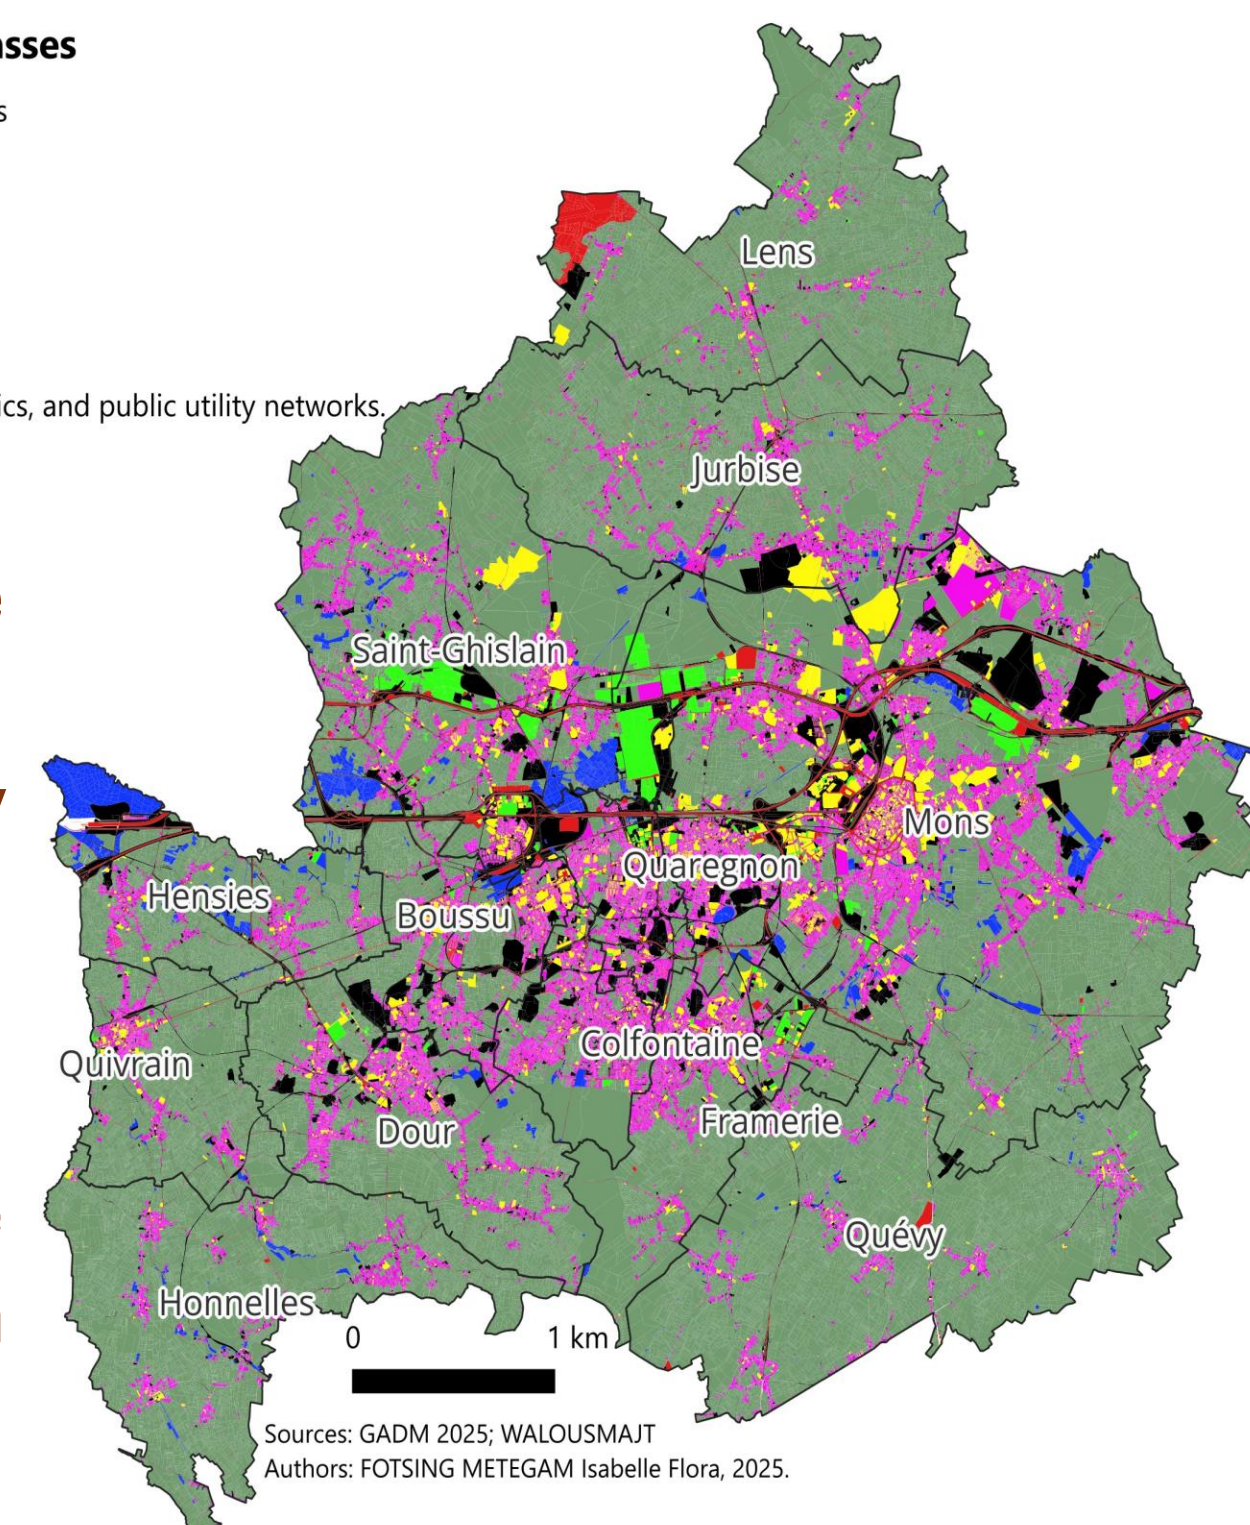 asses
s
ics, and public utility networks.
Lens
Jurbise
Saint-Ghislain
Mons
Quaregnon
Hensies
Boussu
Colfontaine
Quivrain
Dour
Framerie
Quévy
Honnelles
0 1 km
Sources: GADM 2025; WALOUSMAJT
Authors: FOTSING METEGAM Isabelle Flora, 2025.